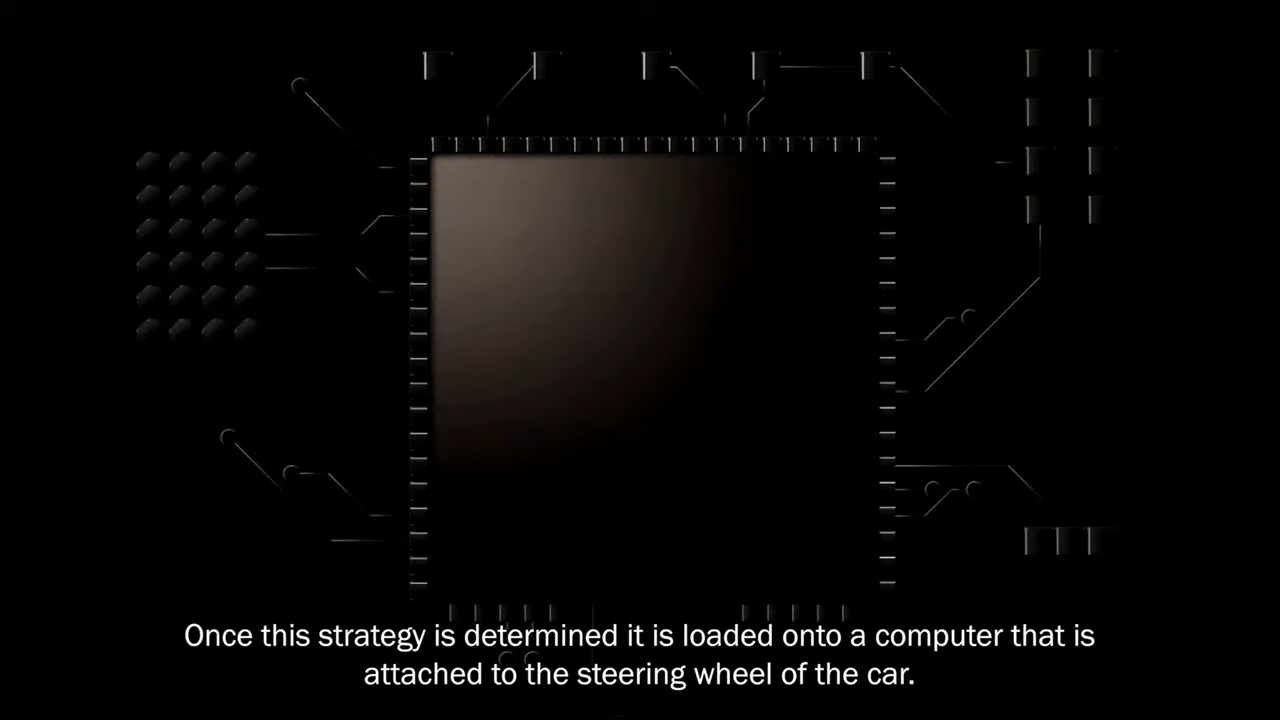 Once this strategy is determined it is loaded onto a computer that is
attached to the steering wheel of the car.